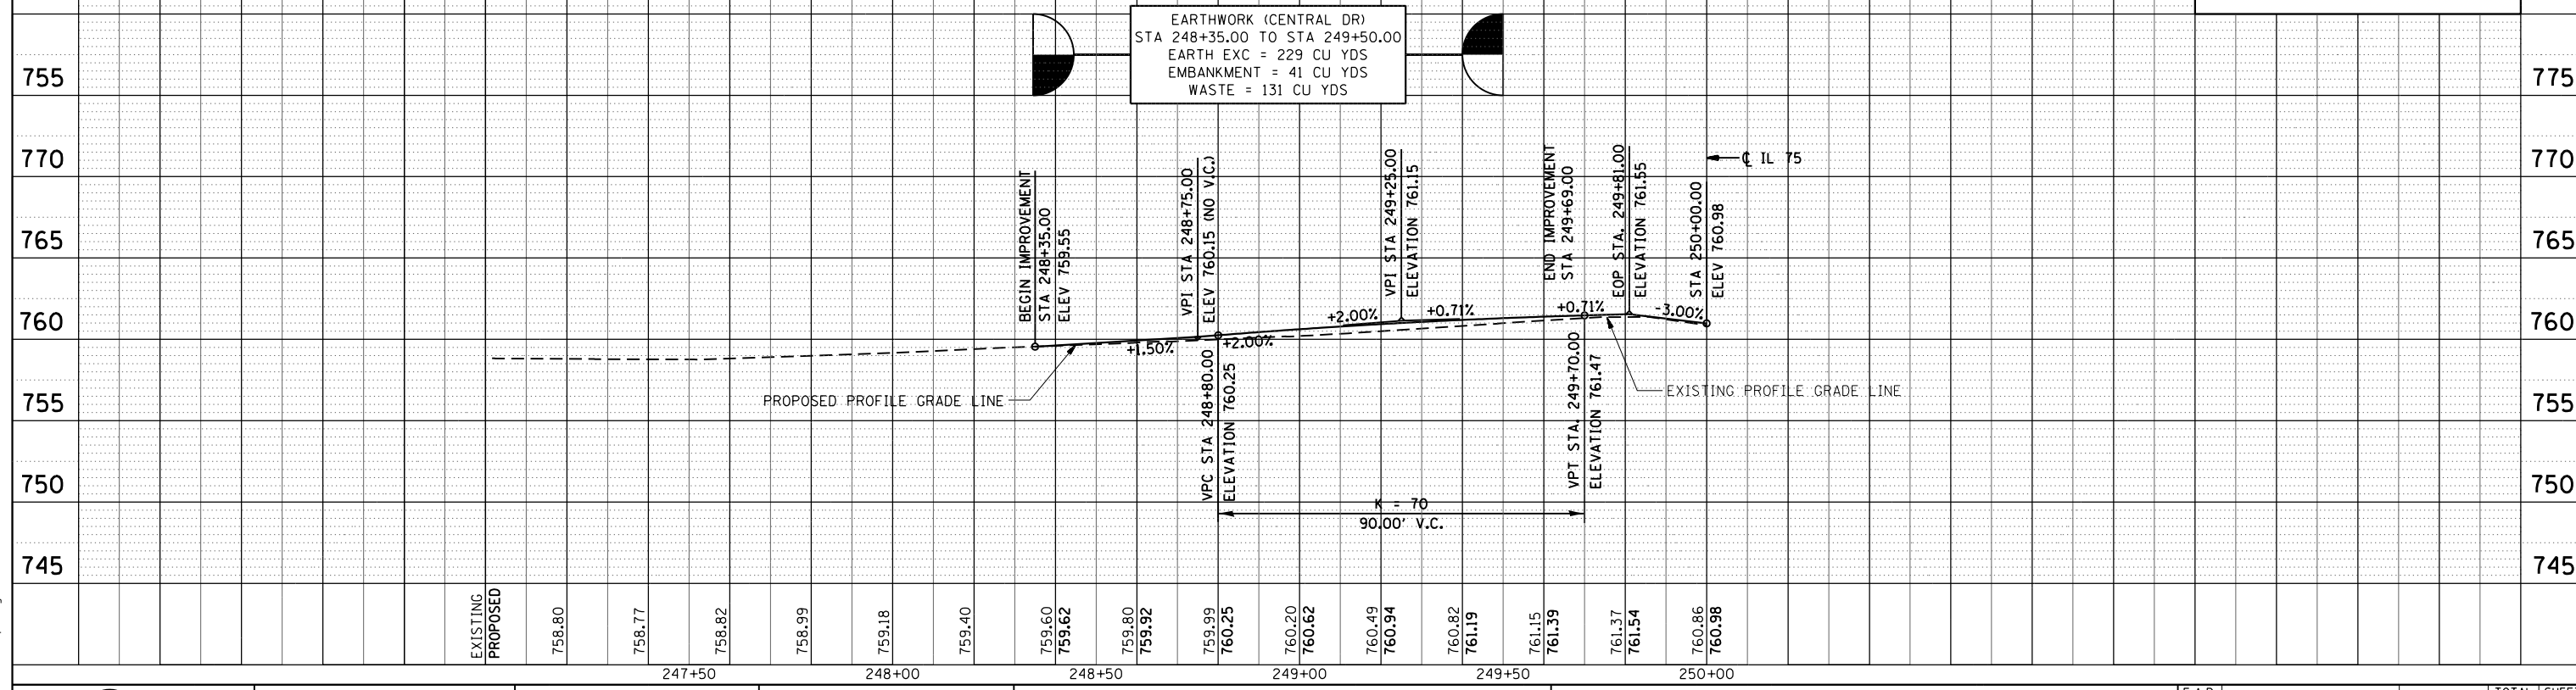 EARTHWORK (CENTRAL DR)
STA 248+35.00 TO STA 249+50.00
EARTH EXC = 229 CU YDS
EMBANKMENT = 41 CU YDS
WASTE = 131 CU YDS
755
775
770
770
765
765
760
760
755
755
750
750
745
745
BEGIN IMPROVEMENT
STA 248+35.00
ELEV 759.55
VPI STA 248+75.00
ELEV 760.15 (NO V.C.)
VPI STA 249+25.00
ELEVATION 761.15
END IMPROVEMENT
STA 249+69.00
EOP STA. 249+81.00
ELEVATION 761.55
STA 250+00.00
ELEV 760.98
℄ IL 75
+1.50%
+2.00%
+2.00%
+0.71%
+0.71%
-3.00%
PROPOSED PROFILE GRADE LINE
EXISTING PROFILE GRADE LINE
VPC STA 248+80.00
ELEVATION 760.25
VPT STA. 249+70.00
ELEVATION 761.47
K = 70
90.00' V.C.
EXISTING
PROPOSED
758.80
758.77
758.82
758.99
759.18
759.40
759.60
759.62
759.80
759.92
759.99
760.25
760.20
760.62
760.49
760.94
760.82
761.19
761.15
761.39
761.37
761.54
760.86
760.98
247+50
248+00
248+50
249+00
249+50
250+00